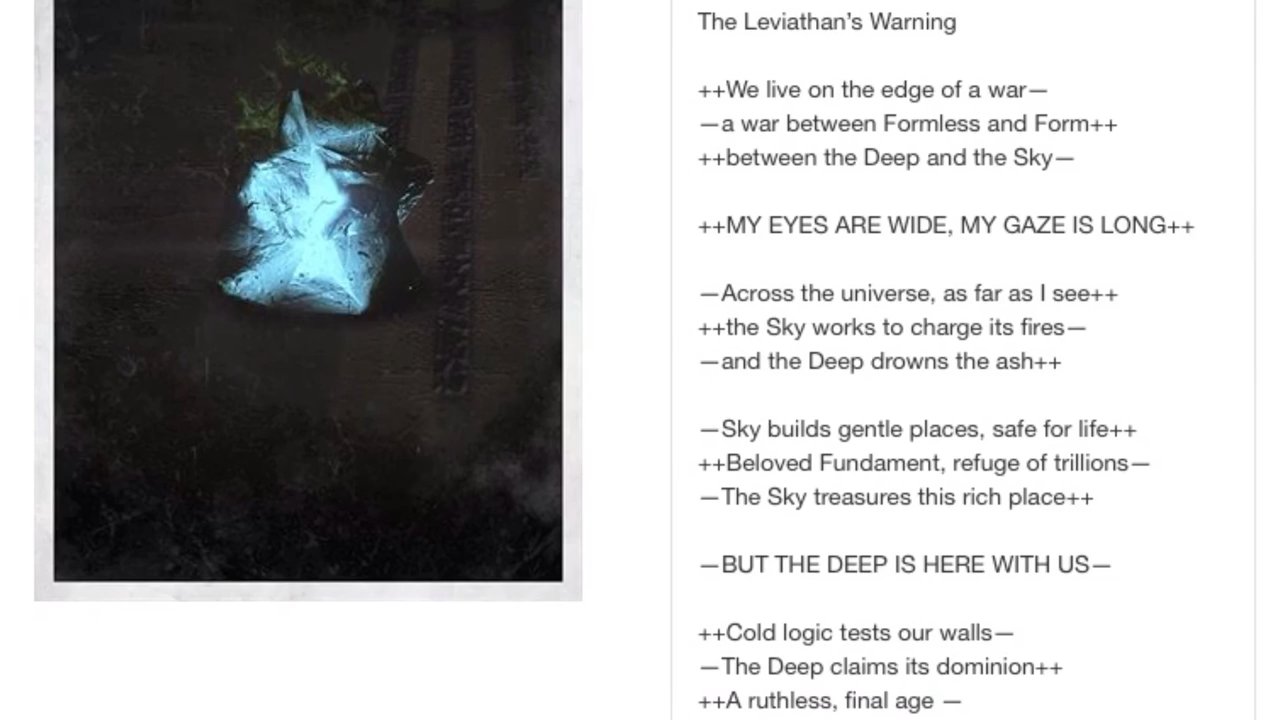 The Leviathan’s Warning
++We live on the edge of a war—
—a war between Formless and Form++
++between the Deep and the Sky—
++MY EYES ARE WIDE, MY GAZE IS LONG++
—Across the universe, as far as I see++
++the Sky works to charge its fires—
—and the Deep drowns the ash++
—Sky builds gentle places, safe for life++
++Beloved Fundament, refuge of trillions—
—The Sky treasures this rich place++
—BUT THE DEEP IS HERE WITH US—
++Cold logic tests our walls—
—The Deep claims its dominion++
++A ruthless, final age —